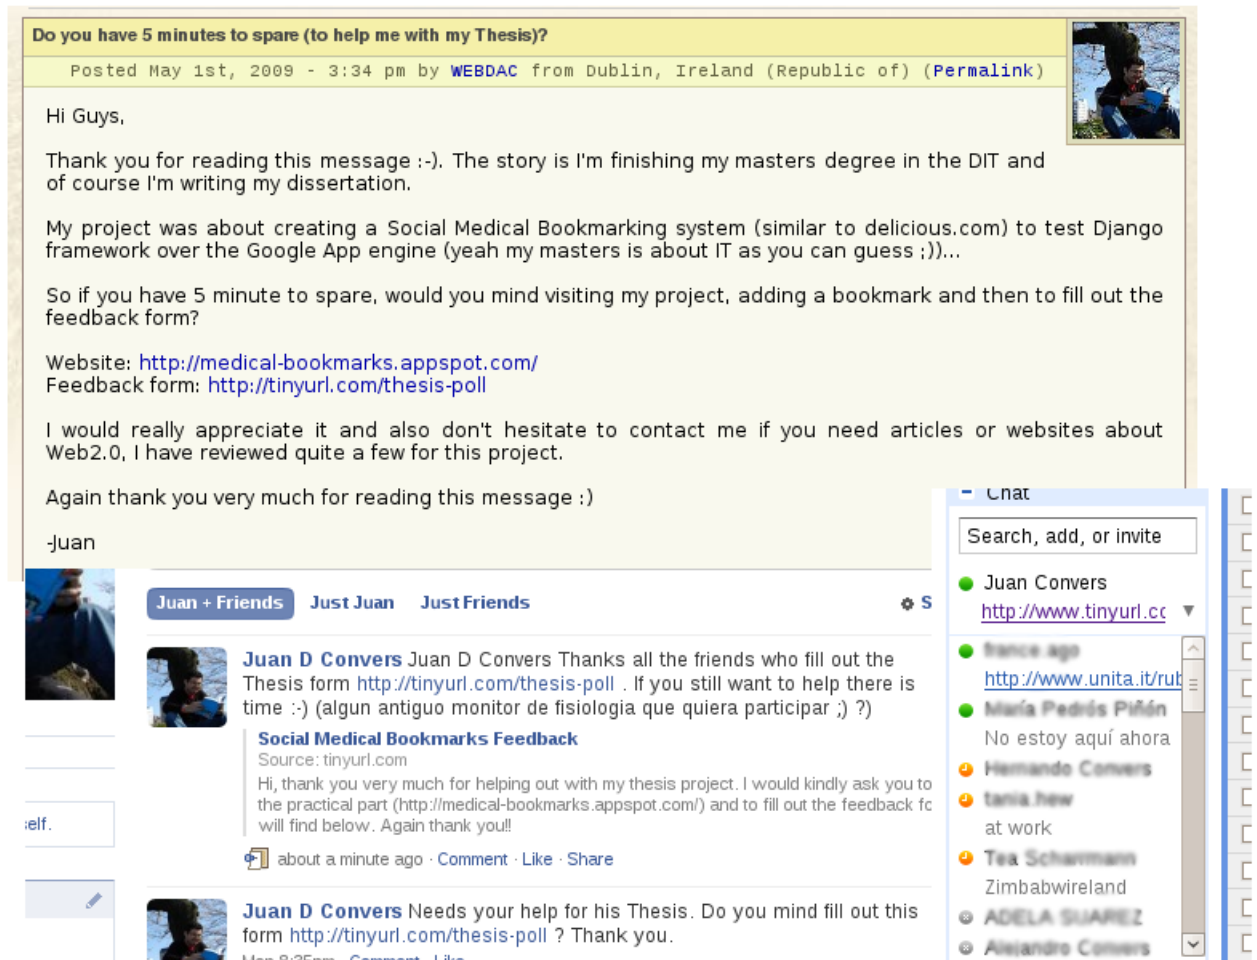 Do you have 5 minutes to spare (to help me with my Thesis)?
Posted May 1st, 2009 - 3:34 pm by WEBDAC from Dublin, Ireland (Republic of) (Permalink)
Hi Guys,
Thank you for reading this message :-). The story is I'm finishing my masters degree in the DIT and
of course I'm writing my dissertation.
My project was about creating a Social Medical Bookmarking system (similar to delicious.com) to test Django
framework over the Google App engine (yeah my masters is about IT as you can guess ;))...
So if you have 5 minute to spare, would you mind visiting my project, adding a bookmark and then to fill out the
feedback form?
Website: http://medical-bookmarks.appspot.com/
Feedback form: http://tinyurl.com/thesis-poll
I would really appreciate it and also don't hesitate to contact me if you need articles or websites about
Web2.0, I have reviewed quite a few for this project.
Again thank you very much for reading this message :)
-Juan
self.
Juan + Friends Just Juan Just Friends S
Juan D Convers Juan D Convers Thanks all the friends who fill out the
Thesis form http://tinyurl.com/thesis-poll . If you still want to help there is
time :-) (algun antiguo monitor de fisiologia que quiera participar ;) ?)
Social Medical Bookmarks Feedback
Source: tinyurl.com
Hi, thank you very much for helping out with my thesis project. I would kindly ask you to
the practical part (http://medical-bookmarks.appspot.com/) and to fill out the feedback fo
will find below. Again thank you!!
about a minute ago · Comment · Like · Share
Juan D Convers Needs your help for his Thesis. Do you mind fill out this
form http://tinyurl.com/thesis-poll ? Thank you.
Mon 8:35pm · Comment · Like
Chat
Search, add, or invite
Juan Convers
http://www.tinyurl.cc
http://www.unita.it/rub
No estoy aquí ahora
at work
Tea
Zimbabwireland